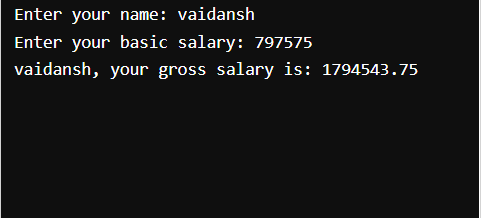 Enter your name: vaidansh
Enter your basic salary: 797575
vaidansh, your gross salary is: 1794543.75